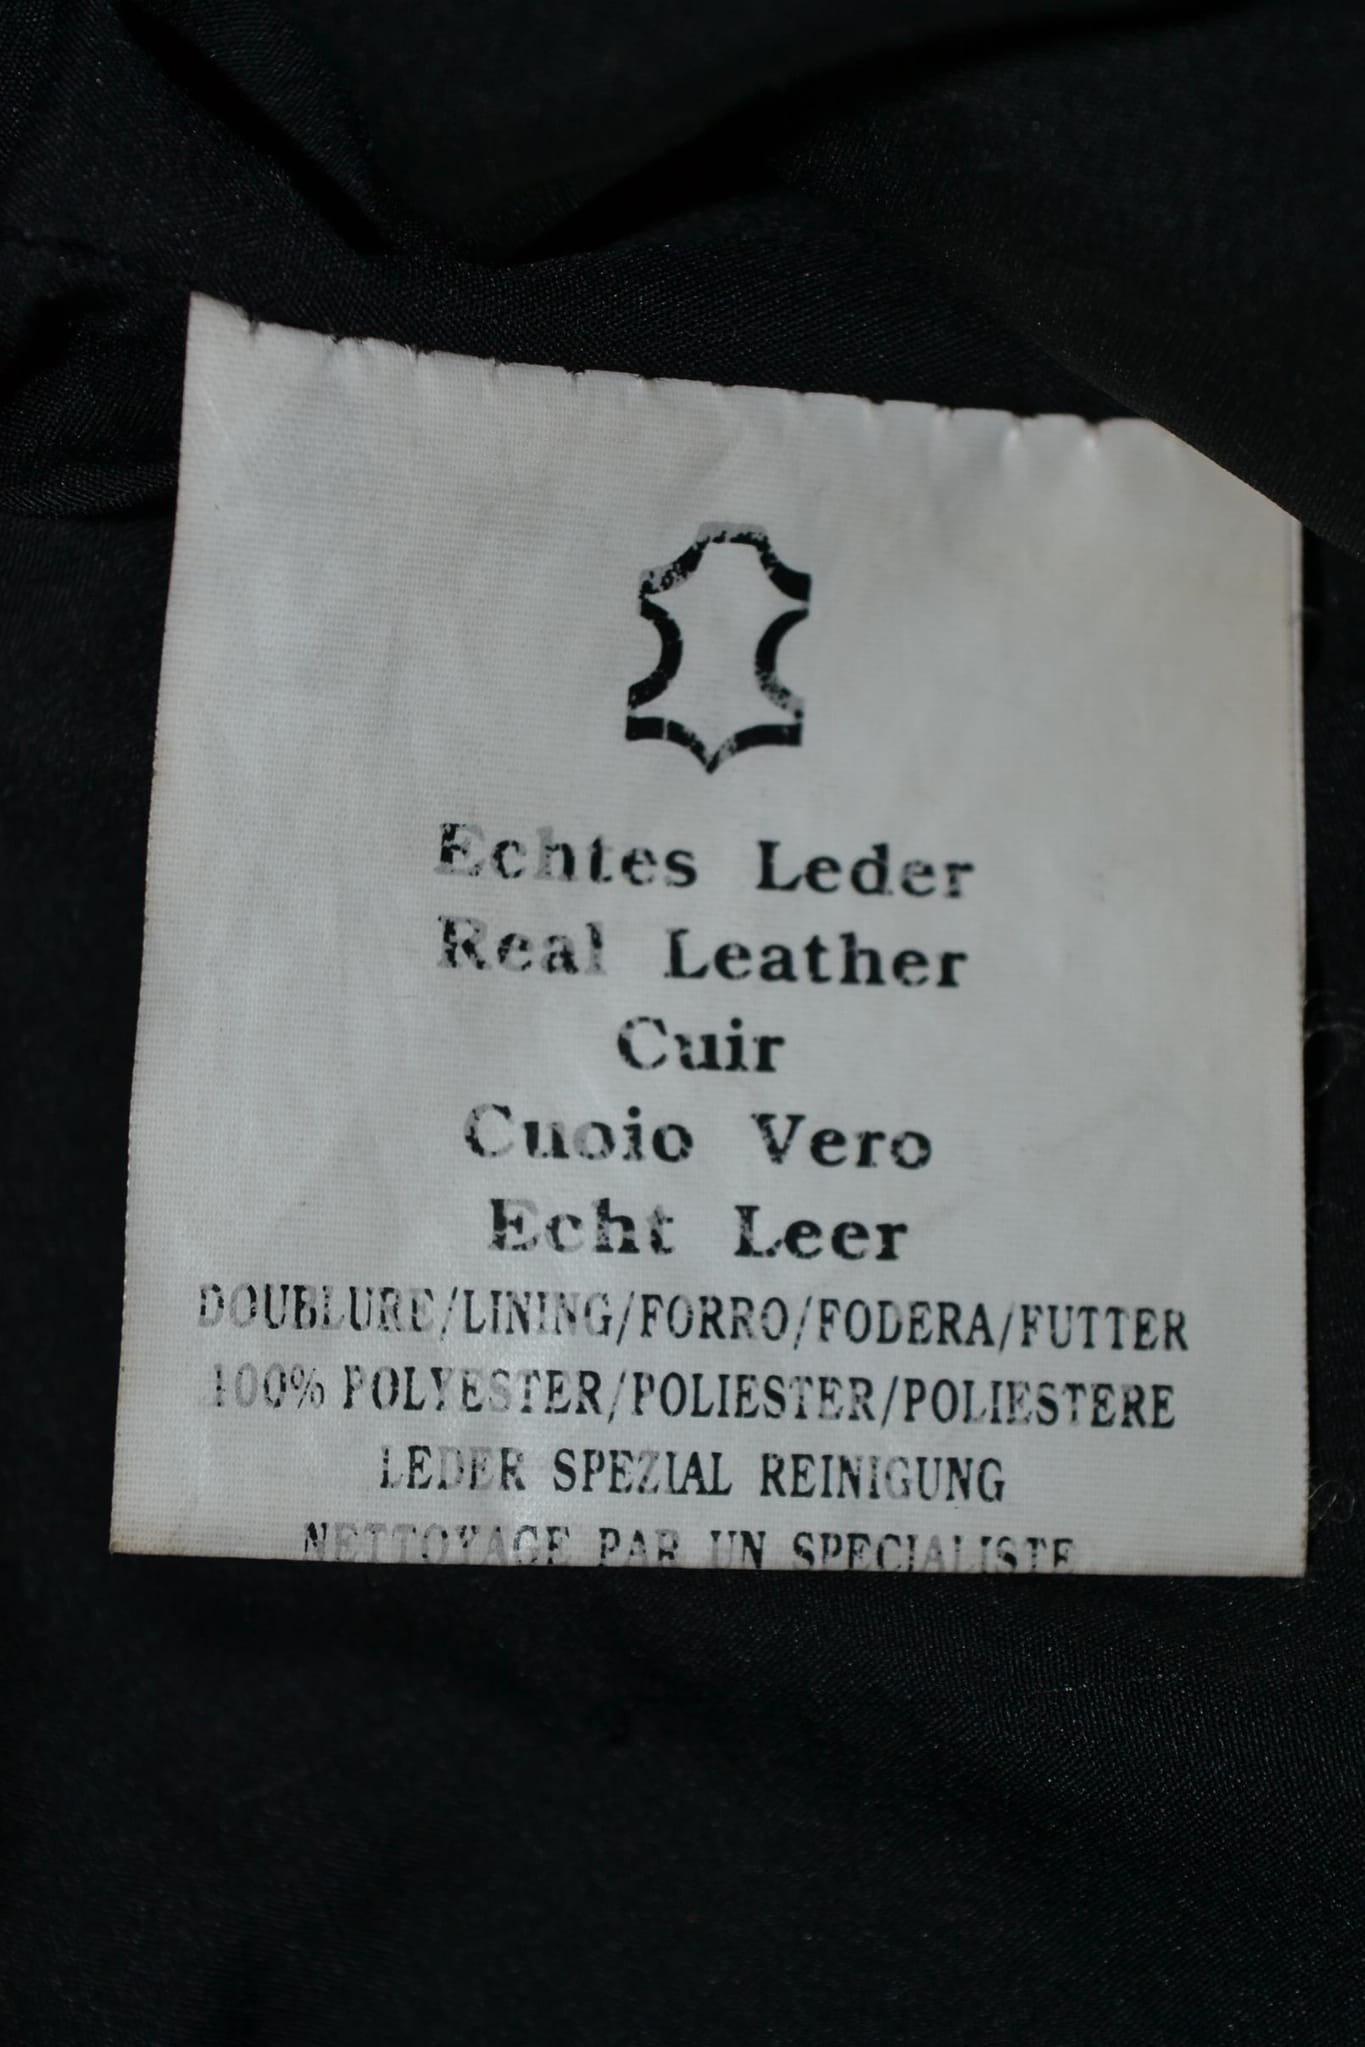 Echtes Leder
Real Leather
Cuir
Cuoio Vero
Echt Leer
DOUBLURE/LINING/FORRO/FODERA/FUTTER
100% POLYESTER/POLIESTER/POLIESTERE
LEDER SPEZIAL REINIGUNG
NETTOYAGE PAR UN SPECIALISTE